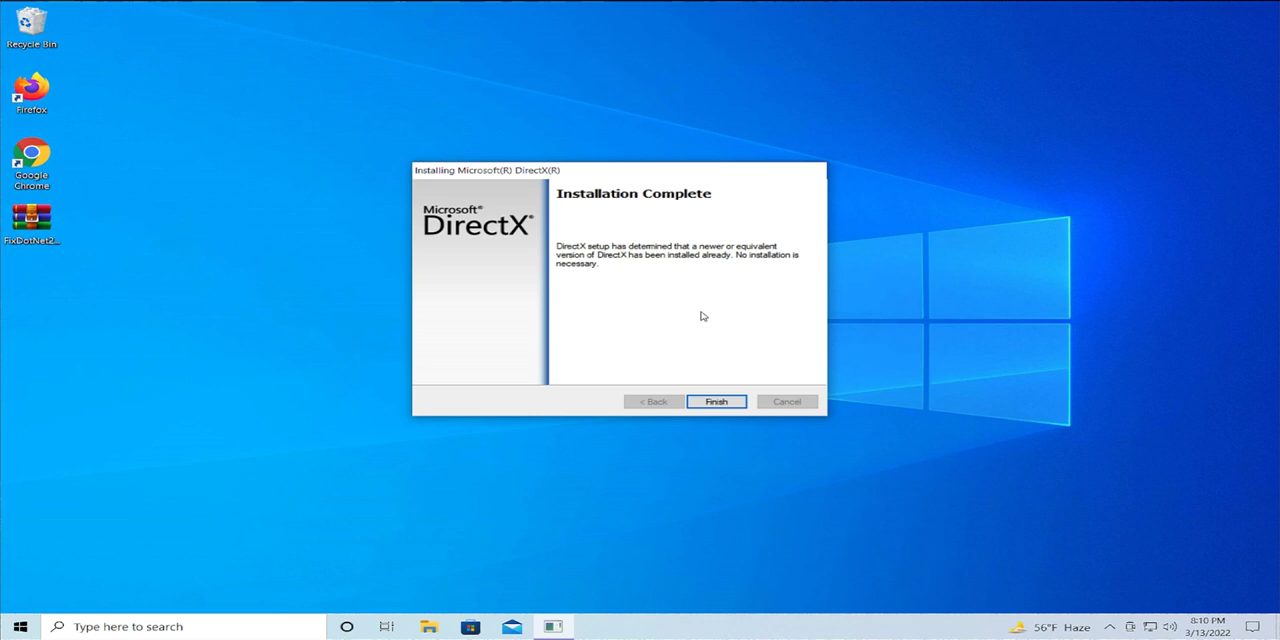 Recycle Bin
Firefox
Google
Chrome
FixDotNet2...
Installing Microsoft(R) DirectX(R)
Microsoft®
DirectX®
Installation Complete
DirectX setup has determined that a newer or equivalent
version of DirectX has been installed already. No installation is
necessary.
< Back
Finish
Cancel
Type here to search
56°F Haze
8:10 PM
3/13/2022